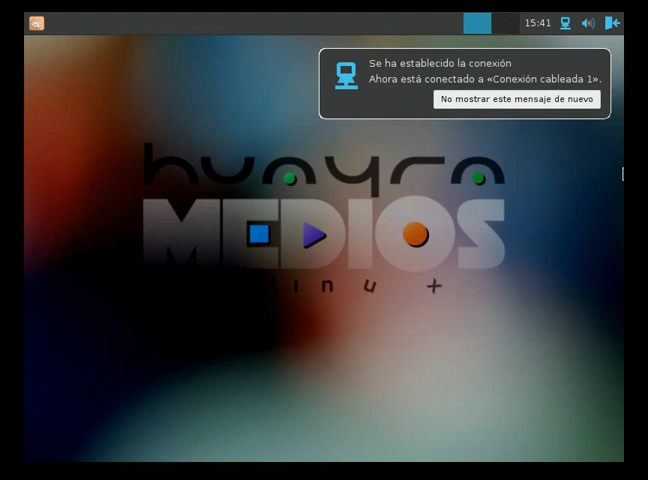 15:41
Se ha establecido la conexión
Ahora está conectado a «Conexión cableada 1».
No mostrar este mensaje de nuevo
huayra
MEDIOS
linu+